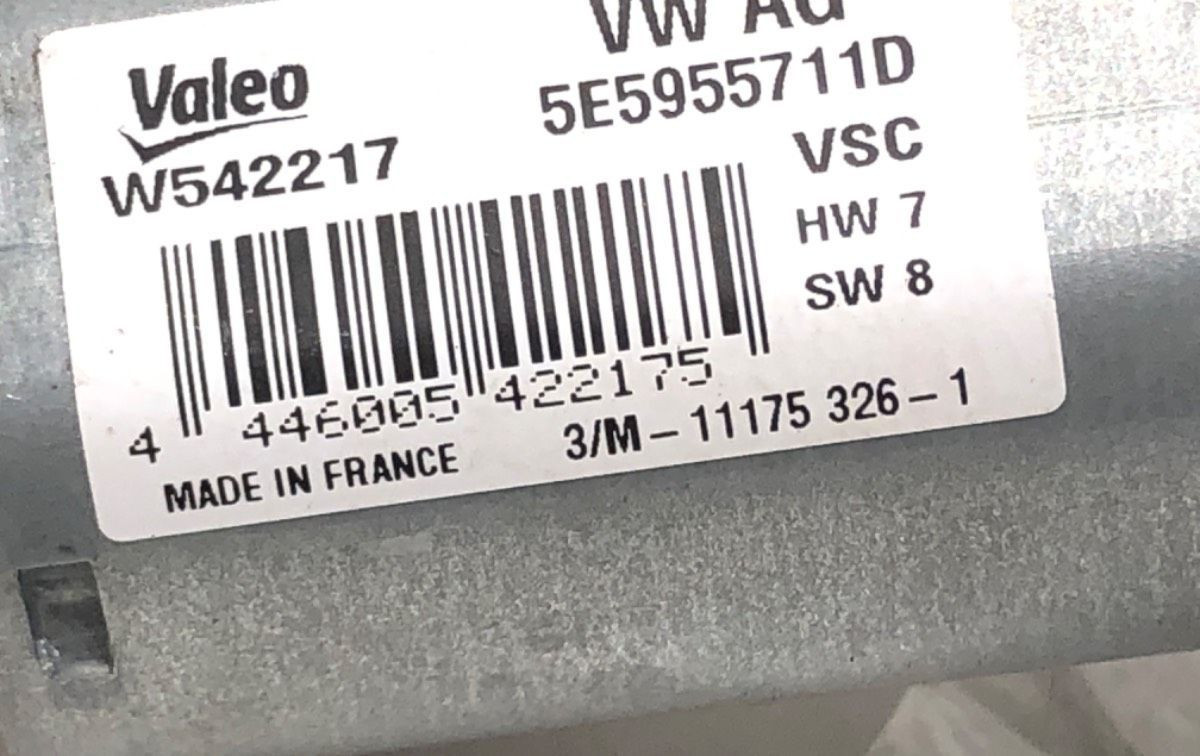 VW AG
Valeo
5E5955711D
W542217
VSC
HW 7
SW 8
4 446005 422175
MADE IN FRANCE
3/M - 11175 326 - 1